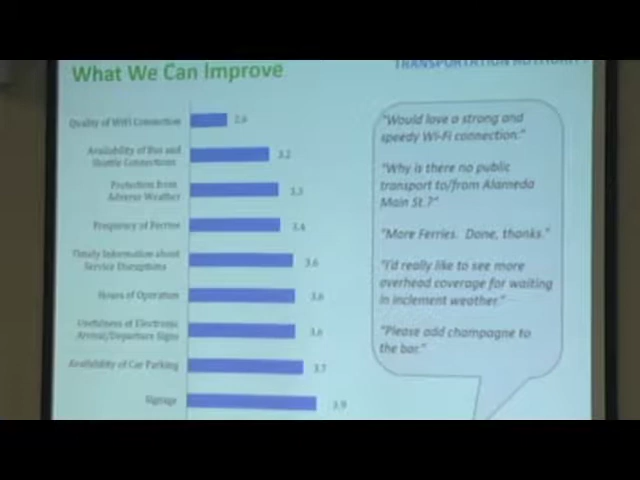 TRANSPORTATION AUTHORITY
What We Can Improve
Quality of WiFi Connection
2.6
Availability of Bus and
Shuttle Connections
3.2
Protection from
Adverse Weather
3.3
Frequency of Ferries
3.4
Timely Information about
Service Disruptions
3.6
Hours of Operation
3.6
Usefulness of Electronic
Arrival/Departure Signs
3.6
Availability of Car Parking
3.7
Signage
3.9
"Would love a strong and
speedy Wi-Fi connection."
"Why is there no public
transport to/from Alameda
Main St.?"
"More Ferries. Done, thanks."
"I'd really like to see more
overhead coverage for waiting
in inclement weather."
"Please add champagne to
the bar."